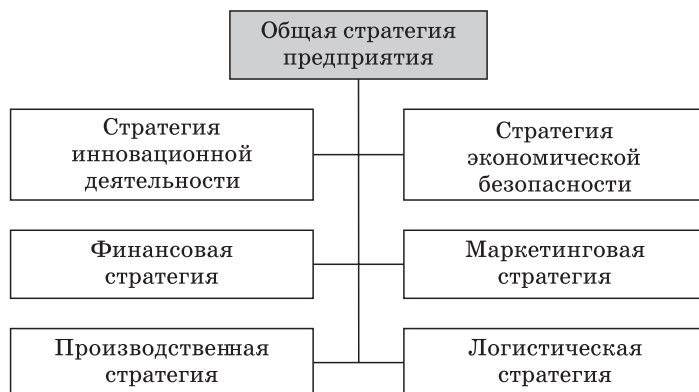 Общая стратегия
предприятия
Стратегия
инновационной
деятельности
Стратегия
экономической
безопасности
Финансовая
стратегия
Маркетинговая
стратегия
Производственная
стратегия
Логистическая
стратегия